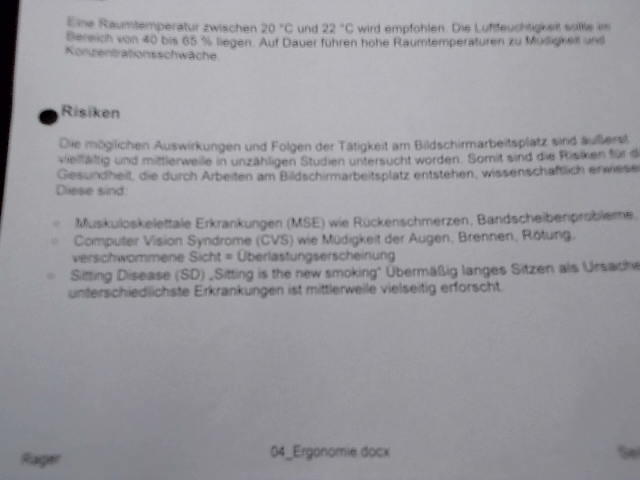 Eine Raumtemperatur zwischen 20 °C und 22 °C wird empfohlen. Die Luftfeuchtigkeit sollte im
Bereich von 40 bis 65 % liegen. Auf Dauer führen hohe Raumtemperaturen zu Müdigkeit und
Konzentrationsschwäche.
Risiken
Die möglichen Auswirkungen und Folgen der Tätigkeit am Bildschirmarbeitsplatz sind äußerst
vielfältig und mittlerweile in unzähligen Studien untersucht worden. Somit sind die Risiken für
Gesundheit, die durch Arbeiten am Bildschirmarbeitsplatz entstehen, wissenschaftlich
Diese sind:
Muskuloskelettale Erkrankungen (MSE) wie Rückenschmerzen, Bandscheibenprobleme,
Computer Vision Syndrome (CVS) wie Müdigkeit der Augen, Brennen, Rötung,
verschwommene Sicht = Überlastungserscheinung
Sitting Disease (SD) „Sitting is the new smoking“ Übermäßig langes Sitzen als Ursache
unterschiedlichste Erkrankungen ist mittlerweile vielseitig erforscht.
Rager 04_Ergonomie.docx